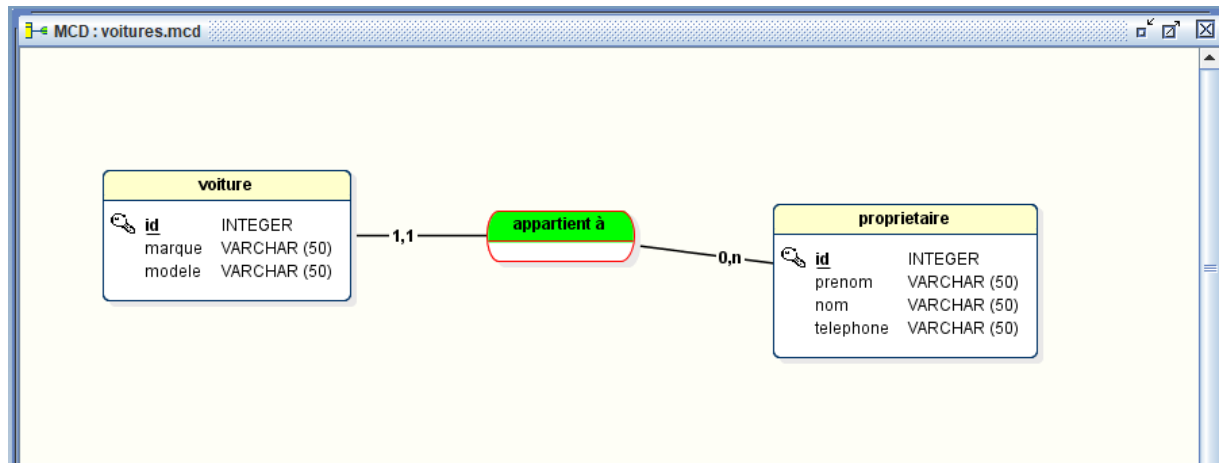 MCD : voitures.mcd
voiture
id INTEGER
marque VARCHAR (50)
modele VARCHAR (50)
1,1
appartient à
0,n
proprietaire
id INTEGER
prenom VARCHAR (50)
nom VARCHAR (50)
telephone VARCHAR (50)